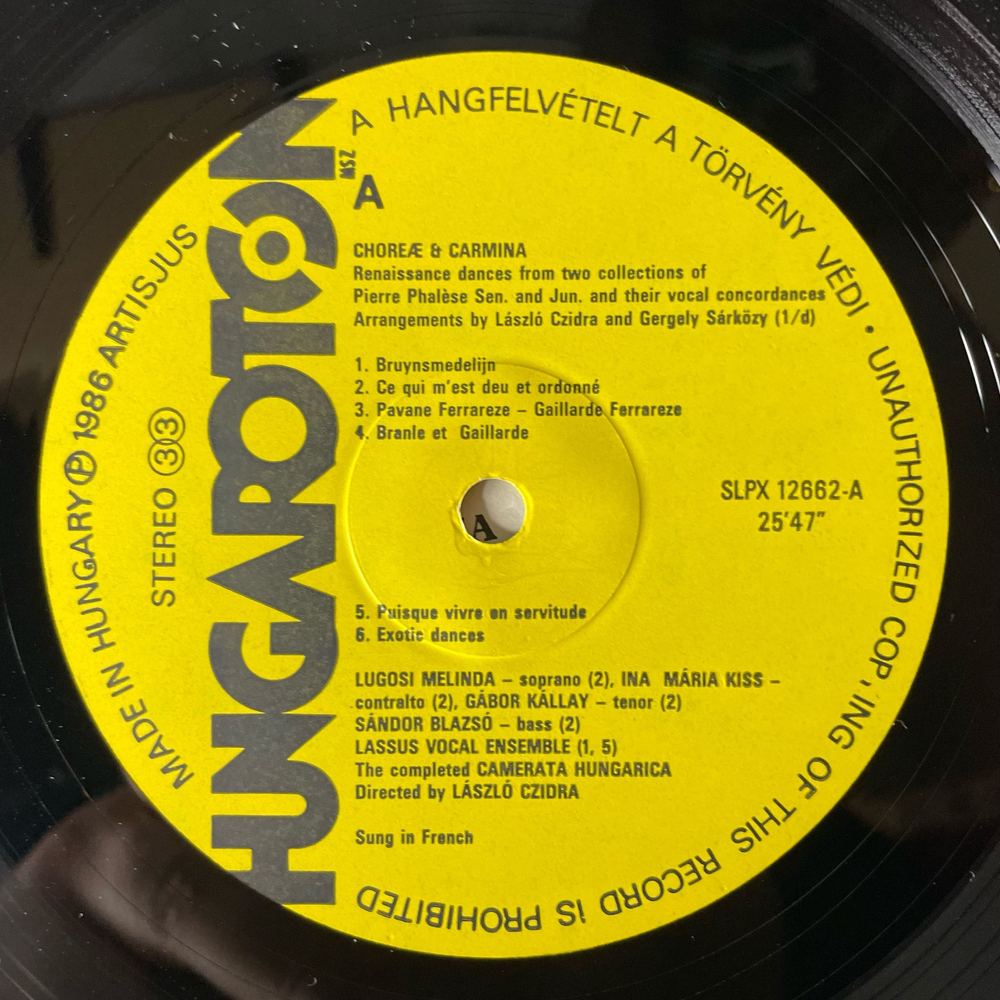 HUNGAROTON
A HANGFELVÉTELT A TÖRVÉNY VÉDI • UNAUTHORIZED COP, ING OF THIS RECORD iS PROHIBITED
MADE IN HUNGARY Ⓟ 1986 ARTISJUS
STEREO 33
MSZ
A
CHOREÆ & CARMINA
Renaissance dances from two collections of
Pierre Phalèse Sen. and Jun. and their vocal concordances
Arrangements by László Czidra and Gergely Sárközy (1/d)
1. Bruynsmedelijn
2. Ce qui m'est deu et ordonné
3. Pavane Ferrareze – Gaillarde Ferrareze
4. Branle et Gaillarde
SLPX 12662-A
25'47"
A
5. Puisque vivre en servitude
6. Exotic dances
LUGOSI MELINDA – soprano (2), INA MÁRIA KISS –
contralto (2), GÁBOR KÁLLAY – tenor (2)
SÁNDOR BLAZSÓ – bass (2)
LASSUS VOCAL ENSEMBLE (1, 5)
The completed CAMERATA HUNGARICA
Directed by LÁSZLÓ CZIDRA
Sung in French